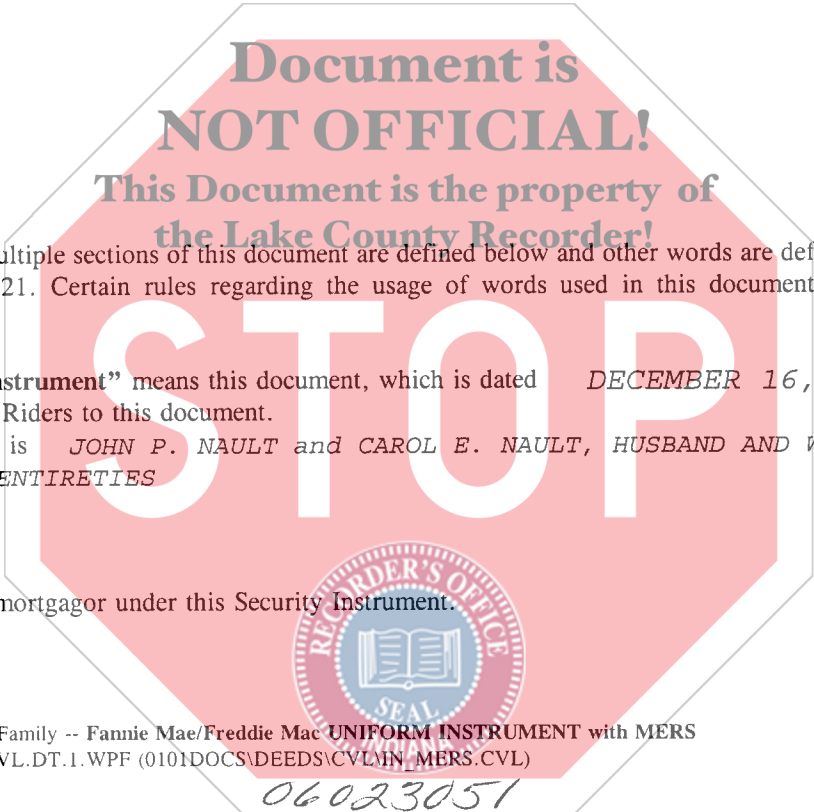 Document is
NOT OFFICIAL!
This Document is the property of
the Lake County Recorder!
ultiple sections of this document are defined below and other words are def
21. Certain rules regarding the usage of words used in this document
STOP
nstrument” means this document, which is dated DECEMBER 16,
Riders to this document.
is JOHN P. NAULT and CAROL E. NAULT, HUSBAND AND W
ENTIRETIES
mortgagor under this Security Instrument.
RECORDER'S OFFICE
SEAL
INDIANA
Family -- Fannie Mae/Freddie Mac UNIFORM INSTRUMENT with MERS
VL.DT.1.WPF (0101DOCS\DEEDS\CVL\IN_MERS.CVL)
06023051